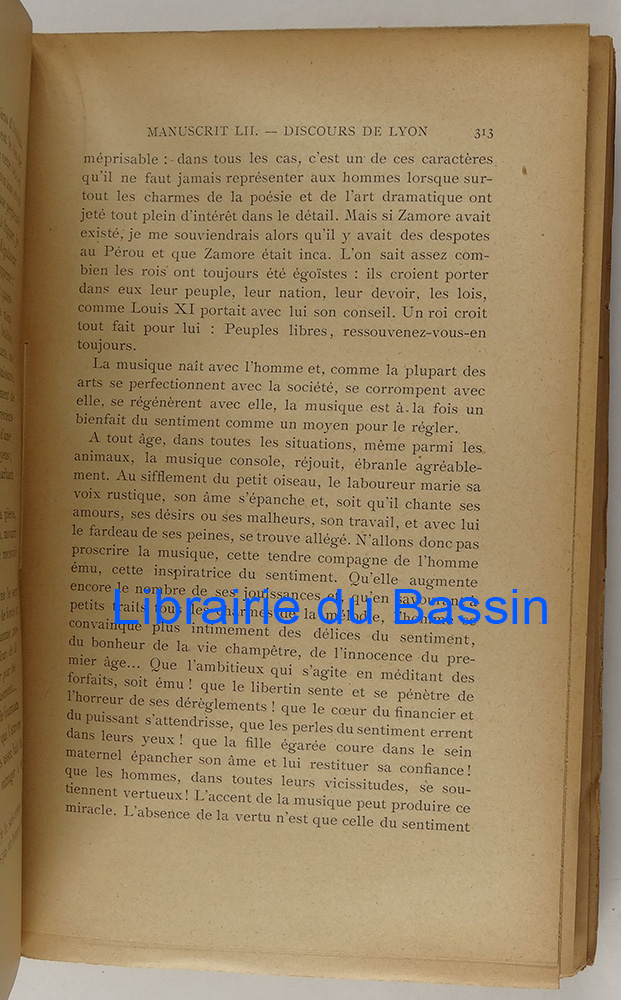 MANUSCRIT LII. — DISCOURS DE LYON 313
méprisable : dans tous les cas, c'est un de ces caractères
qu'il ne faut jamais représenter aux hommes lorsque sur-
tout les charmes de la poésie et de l'art dramatique ont
jeté tout plein d'intérêt dans le détail. Mais si Zamore avait
existé, je me souviendrais alors qu'il y avait des despotes
au Pérou et que Zamore était inca. L'on sait assez com-
bien les rois ont toujours été égoïstes : ils croient porter
dans eux leur peuple, leur nation, leur devoir, les lois,
comme Louis XI portait avec lui son conseil. Un roi croit
tout fait pour lui : Peuples libres, ressouvenez-vous-en
toujours.
La musique naît avec l'homme et, comme la plupart des
arts se perfectionnent avec la société, se corrompent avec
elle, se régénèrent avec elle, la musique est à la fois un
bienfait du sentiment comme un moyen pour le régler.
A tout âge, dans toutes les situations, même parmi les
animaux, la musique console, réjouit, ébranle agréable-
ment. Au sifflement du petit oiseau, le laboureur marie sa
voix rustique, son âme s'épanche et, soit qu'il chante ses
amours, ses désirs ou ses malheurs, son travail, et avec lui
le fardeau de ses peines, se trouve allégé. N'allons donc pas
proscrire la musique, cette tendre compagne de l'homme
ému, cette inspiratrice du sentiment. Qu'elle augmente
encore le nombre de ses jouissances et qu'en savourant
petits traits tous les charmes de la mélodie, l'homme se
Librairie du Bassin
convainque plus intimement des délices du sentiment,
du bonheur de la vie champêtre, de l'innocence du pre-
mier âge... Que l'ambitieux qui s'agite en méditant des
forfaits, soit ému ! que le libertin sente et se pénètre de
l'horreur de ses dérèglements ! que le cœur du financier et
du puissant s'attendrisse, que les perles du sentiment errent
dans leurs yeux ! que la fille égarée coure dans le sein
maternel épancher son âme et lui restituer sa confiance !
que les hommes, dans toutes leurs vicissitudes, se sou-
tiennent vertueux ! L'accent de la musique peut produire ce
miracle. L'absence de la vertu n'est que celle du sentiment